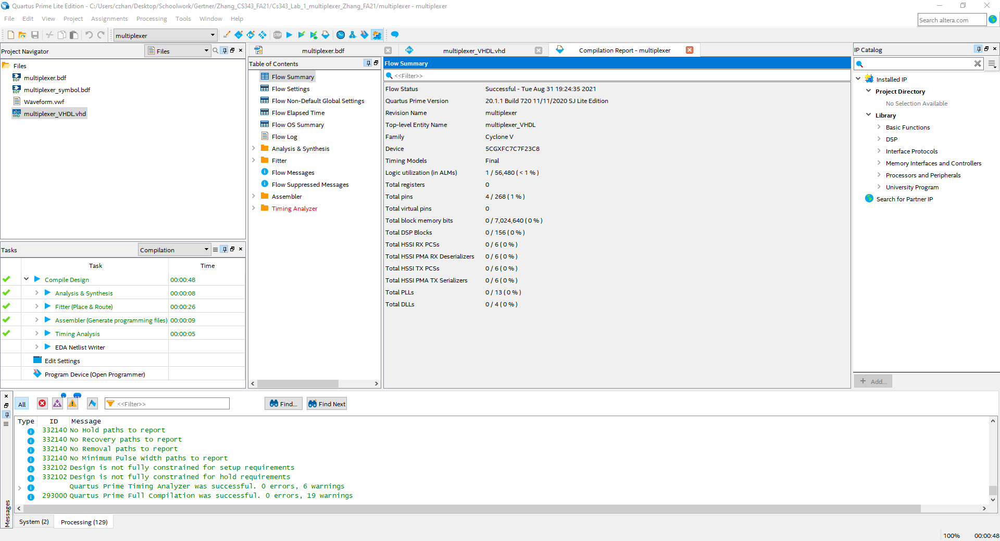 Quartus Prime Lite Edition - C:/Users/czhan/Desktop/Schoolwork/Gertner/Zhang_CS343_FA21/Cs343_Lab_1_multiplexer_Zhang_FA21/multiplexer - multiplexer
File Edit View Project Assignments Processing Tools Window Help
Search altera.com
multiplexer
STOP
Project Navigator
Files
Files
BDF multiplexer.bdf
BDF multiplexer_symbol.bdf
Waveform.vwf
abc VHD multiplexer_VHDL.vhd
Tasks
Compilation
Task Time
Compile Design 00:00:48
Analysis & Synthesis 00:00:08
Fitter (Place & Route) 00:00:26
Assembler (Generate programming files) 00:00:09
Timing Analysis 00:00:05
EDA Netlist Writer
Edit Settings
Program Device (Open Programmer)
multiplexer.bdf
multiplexer_VHDL.vhd
Compilation Report - multiplexer
Table of Contents
Flow Summary
Flow Settings
Flow Non-Default Global Settings
Flow Elapsed Time
Flow OS Summary
Flow Log
Analysis & Synthesis
Fitter
Flow Messages
Flow Suppressed Messages
Assembler
Timing Analyzer
Flow Summary
<<Filter>>
Flow Status Successful - Tue Aug 31 19:24:35 2021
Quartus Prime Version 20.1.1 Build 720 11/11/2020 SJ Lite Edition
Revision Name multiplexer
Top-level Entity Name multiplexer_VHDL
Family Cyclone V
Device 5CGXFC7C7F23C8
Timing Models Final
Logic utilization (in ALMs) 1 / 56,480 ( < 1 % )
Total registers 0
Total pins 4 / 268 ( 1 % )
Total virtual pins 0
Total block memory bits 0 / 7,024,640 ( 0 % )
Total DSP Blocks 0 / 156 ( 0 % )
Total HSSI RX PCSs 0 / 6 ( 0 % )
Total HSSI PMA RX Deserializers 0 / 6 ( 0 % )
Total HSSI TX PCSs 0 / 6 ( 0 % )
Total HSSI PMA TX Serializers 0 / 6 ( 0 % )
Total PLLs 0 / 13 ( 0 % )
Total DLLs 0 / 4 ( 0 % )
IP Catalog
Installed IP
Project Directory
No Selection Available
Library
Basic Functions
DSP
Interface Protocols
Memory Interfaces and Controllers
Processors and Peripherals
University Program
Search for Partner IP
+ Add...
All
<<Filter>>
Find...
Find Next
Type ID Message
332140 No Hold paths to report
332140 No Recovery paths to report
332140 No Removal paths to report
332140 No Minimum Pulse Width paths to report
332102 Design is not fully constrained for setup requirements
332102 Design is not fully constrained for hold requirements
Quartus Prime Timing Analyzer was successful. 0 errors, 6 warnings
293000 Quartus Prime Full Compilation was successful. 0 errors, 19 warnings
Messages
System (2) Processing (129)
100% 00:00:48